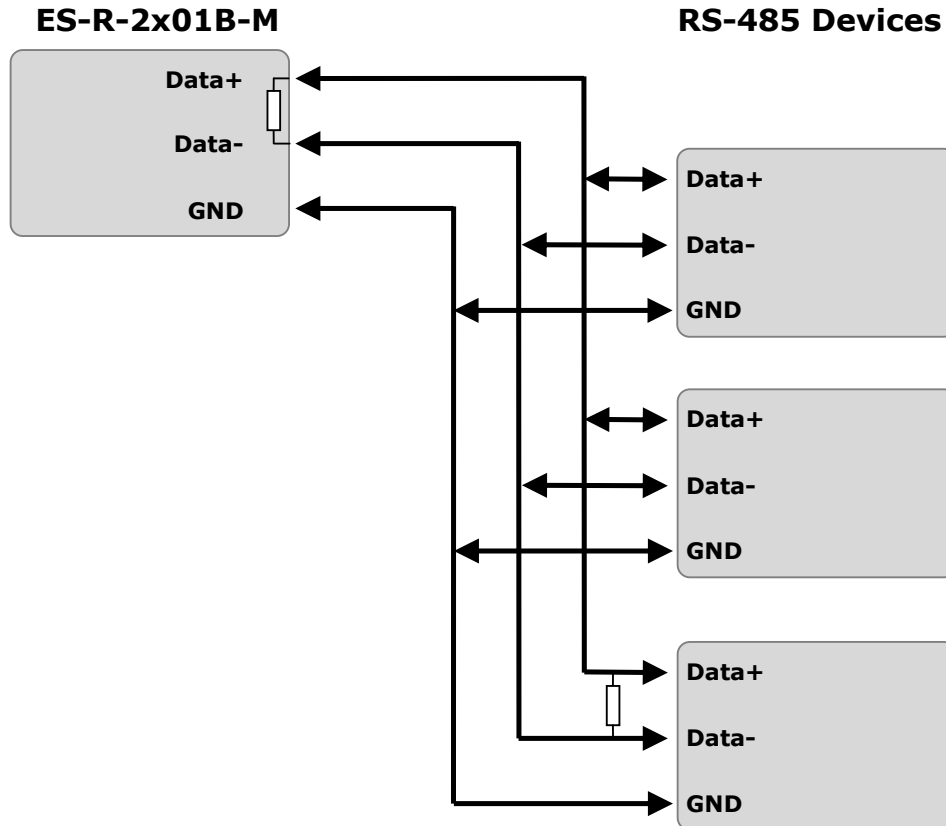 ES-R-2x01B-M
RS-485 Devices
Data+
Data-
GND
Data+
Data-
GND
Data+
Data-
GND
Data+
Data-
GND